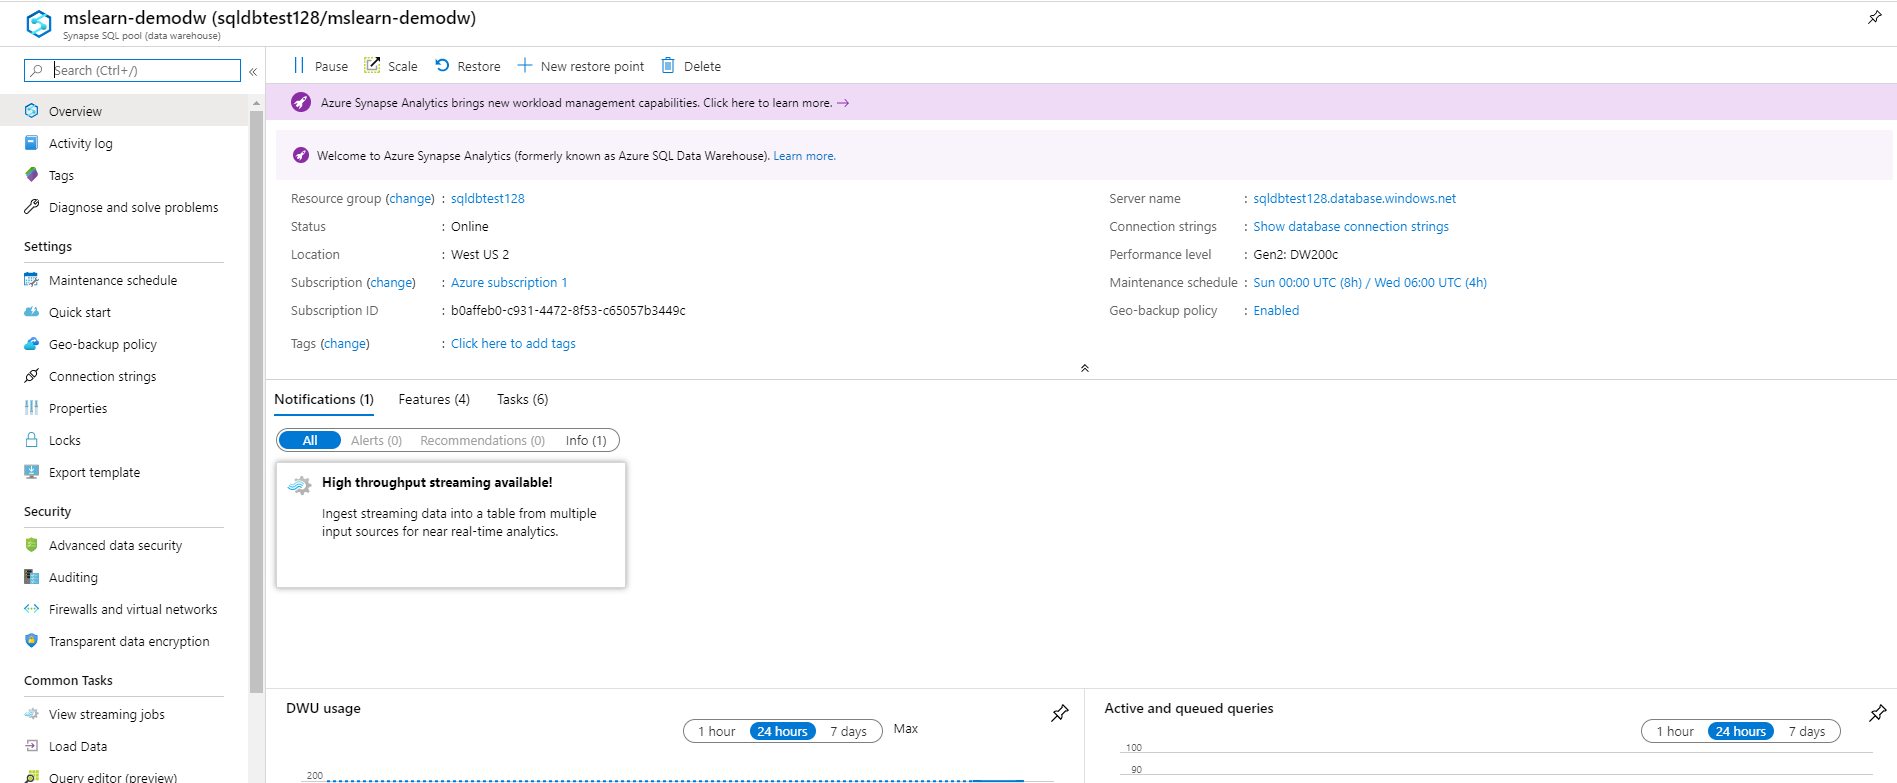 mslearn-demodw (sqldbtest128/mslearn-demodw)
Synapse SQL pool (data warehouse)
Search (Ctrl+/)
«
Overview
Activity log
Tags
Diagnose and solve problems
Settings
Maintenance schedule
Quick start
Geo-backup policy
Connection strings
Properties
Locks
Export template
Security
Advanced data security
Auditing
Firewalls and virtual networks
Transparent data encryption
Common Tasks
View streaming jobs
Load Data
Query editor (preview)
Pause Scale Restore New restore point Delete
Azure Synapse Analytics brings new workload management capabilities. Click here to learn more. →
Welcome to Azure Synapse Analytics (formerly known as Azure SQL Data Warehouse). Learn more.
Resource group (change) : sqldbtest128
Status : Online
Location : West US 2
Subscription (change) : Azure subscription 1
Subscription ID : b0affeb0-c931-4472-8f53-c65057b3449c
Tags (change) : Click here to add tags
Server name : sqldbtest128.database.windows.net
Connection strings : Show database connection strings
Performance level : Gen2: DW200c
Maintenance schedule : Sun 00:00 UTC (8h) / Wed 06:00 UTC (4h)
Geo-backup policy : Enabled
Notifications (1) Features (4) Tasks (6)
All Alerts (0) Recommendations (0) Info (1)
High throughput streaming available!
Ingest streaming data into a table from multiple
input sources for near real-time analytics.
DWU usage
1 hour 24 hours 7 days Max
200
Active and queued queries
1 hour 24 hours 7 days
100
90